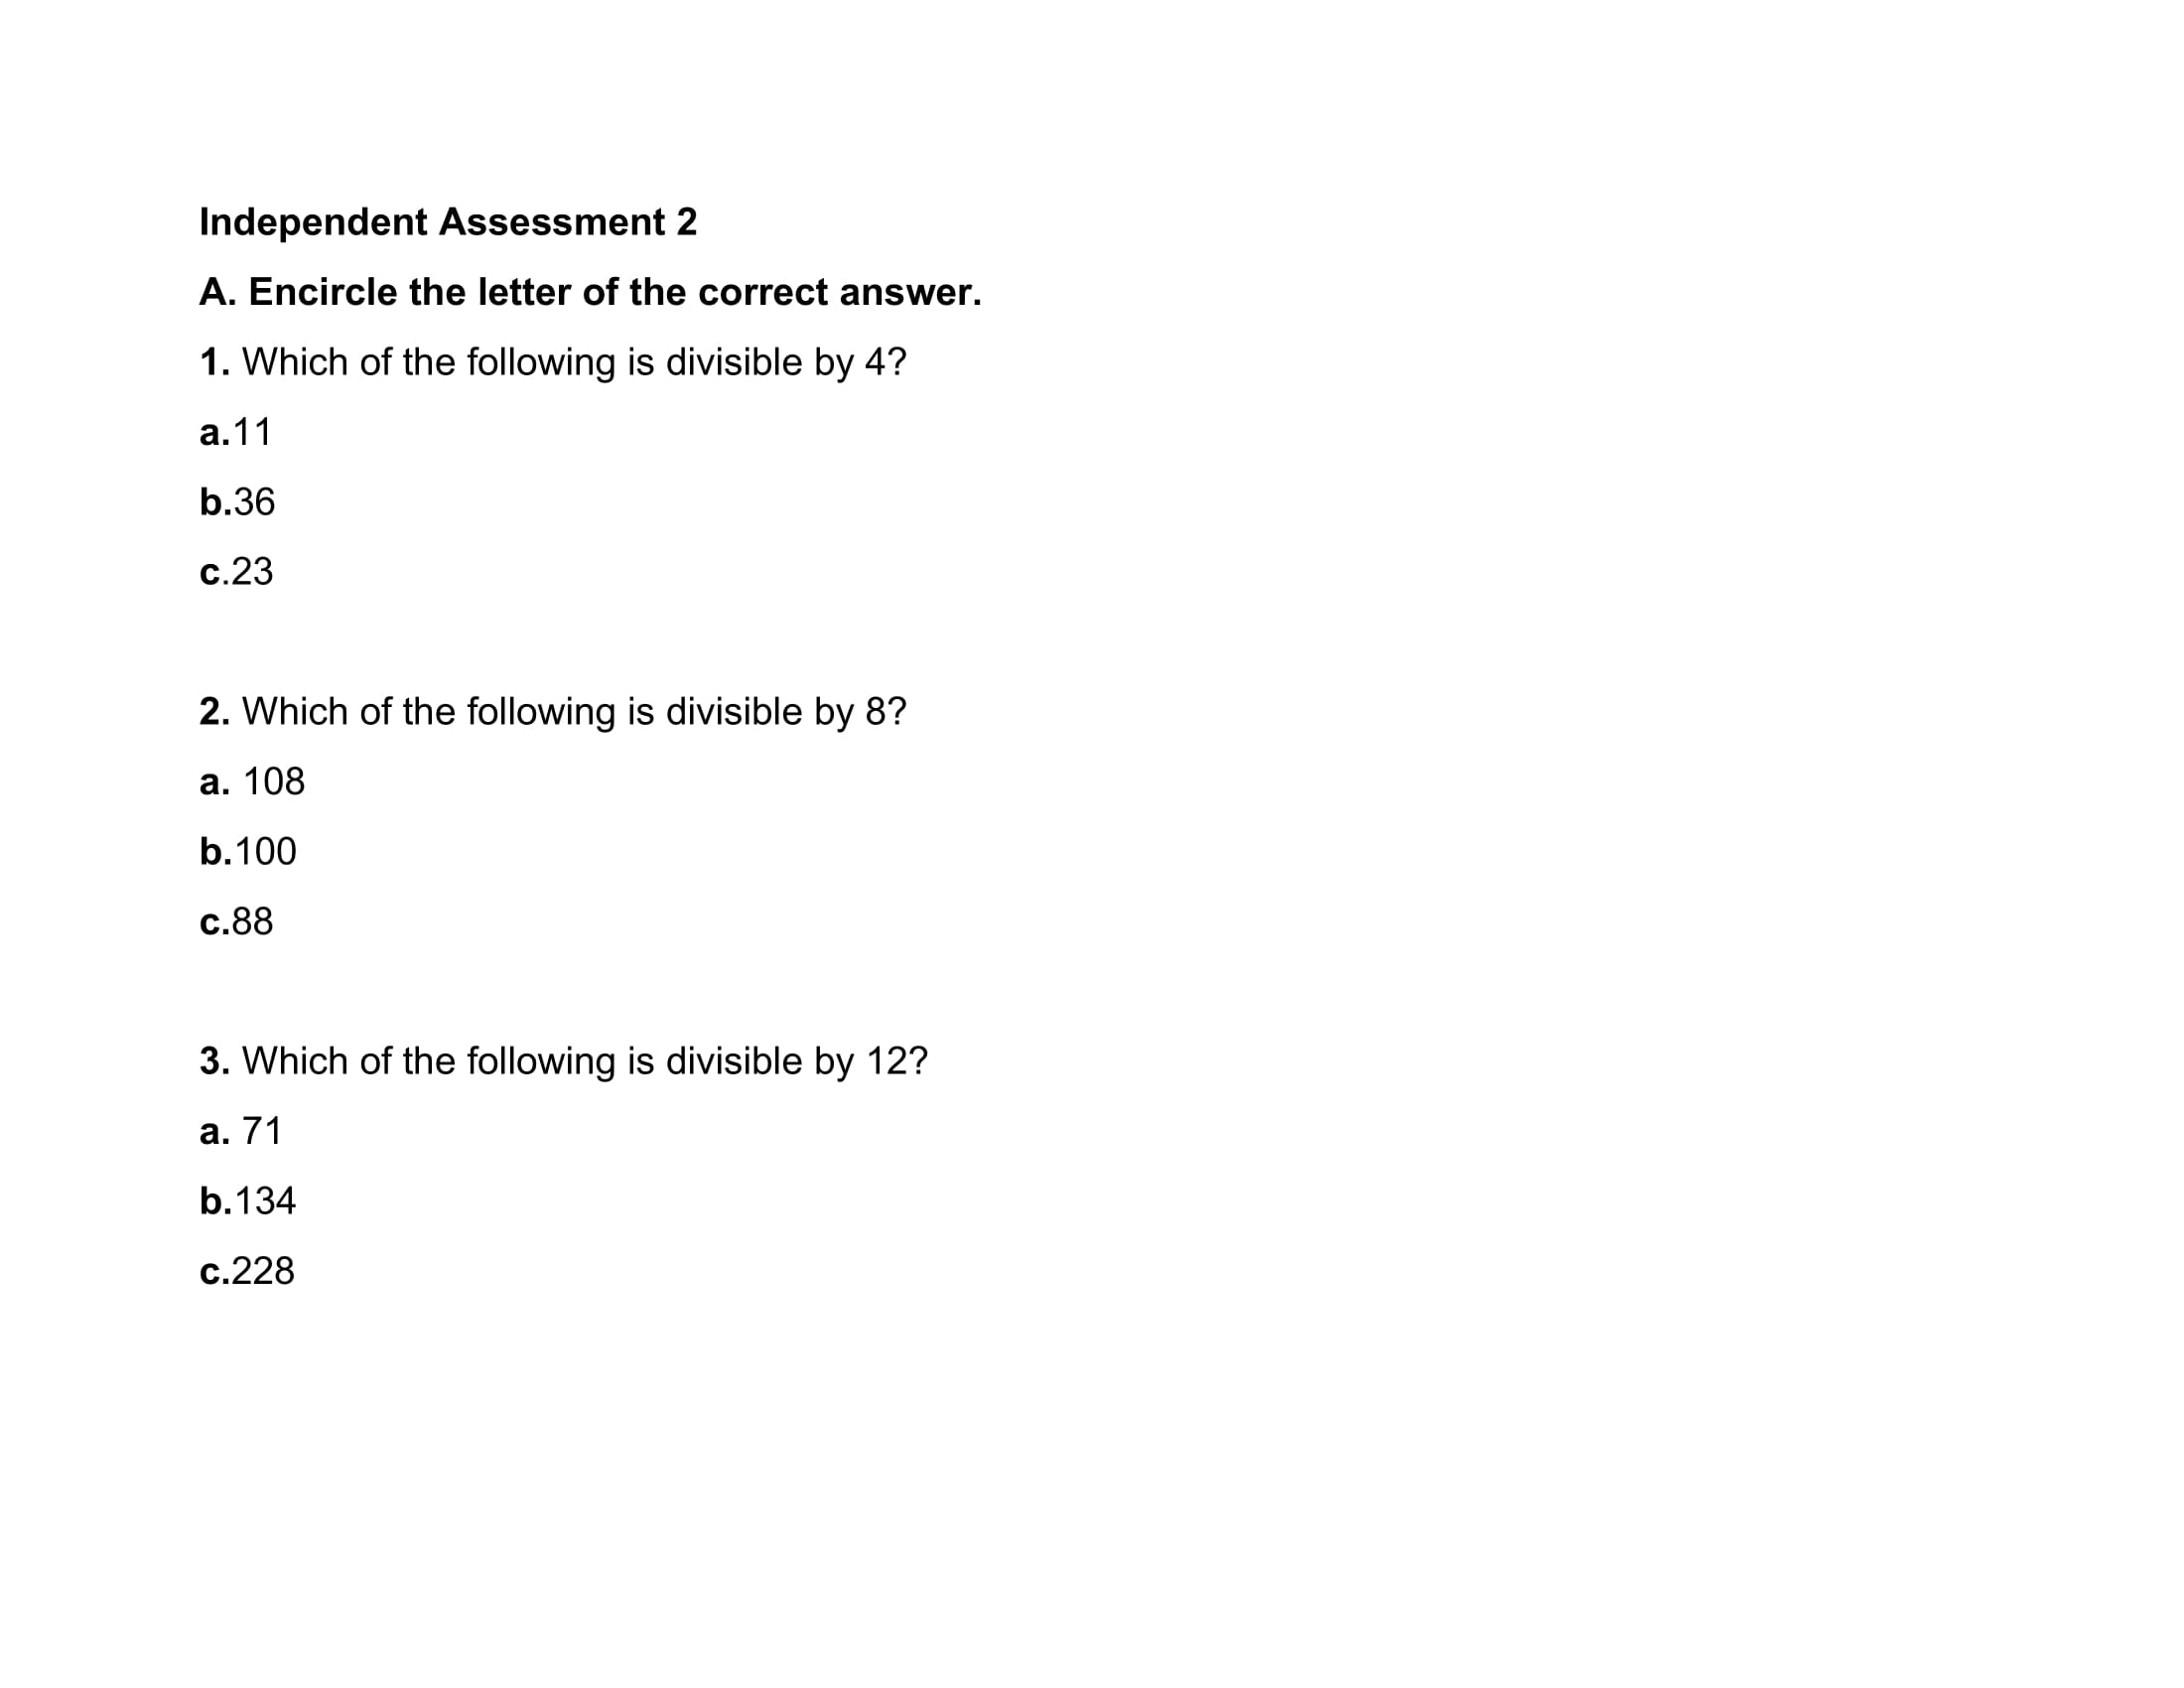 Independent Assessment 2
A. Encircle the letter of the correct answer.
1. Which of the following is divisible by 4?
a.11
b.36
c.23
2. Which of the following is divisible by 8?
a. 108
b.100
c.88
3. Which of the following is divisible by 12?
a. 71
b.134
c.228